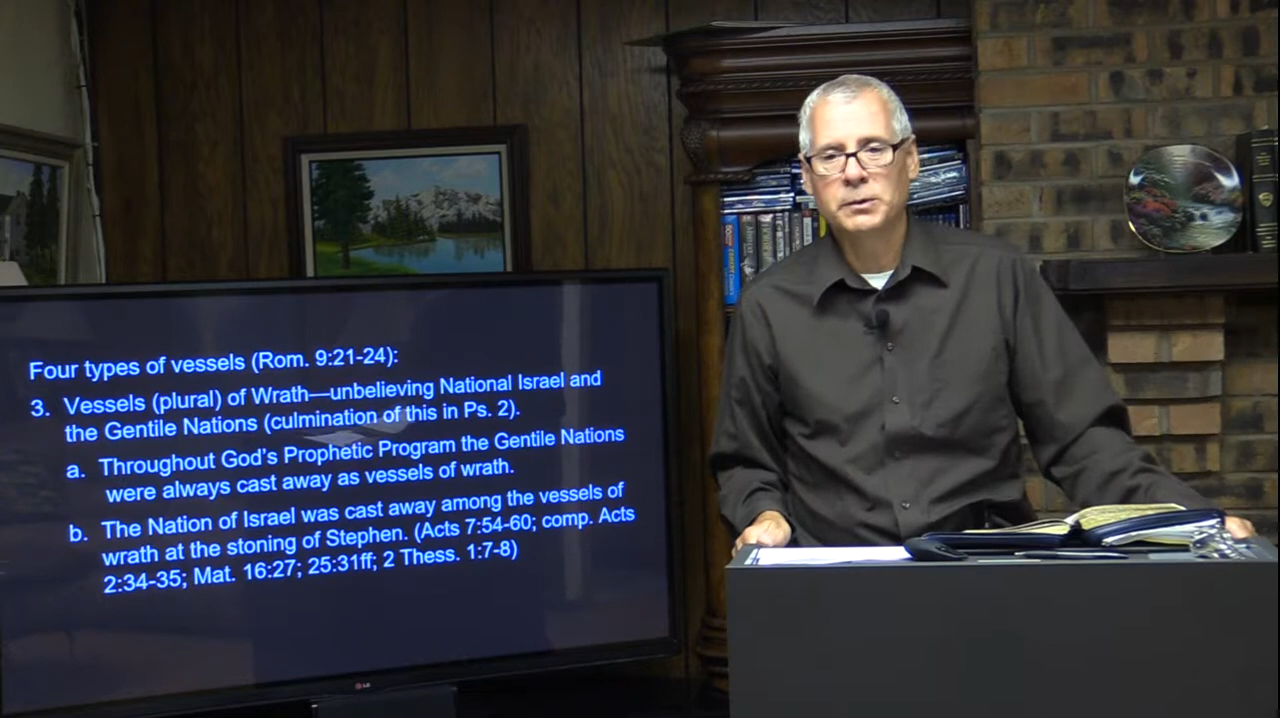 Four types of vessels (Rom. 9:21-24):
3. Vessels (plural) of Wrath—unbelieving National Israel and
the Gentile Nations (culmination of this in Ps. 2).
a. Throughout God's Prophetic Program the Gentile Nations
were always cast away as vessels of wrath.
b. The Nation of Israel was cast away among the vessels of
wrath at the stoning of Stephen. (Acts 7:54-60; comp. Acts
2:34-35; Mat. 16:27; 25:31ff; 2 Thess. 1:7-8)
LG